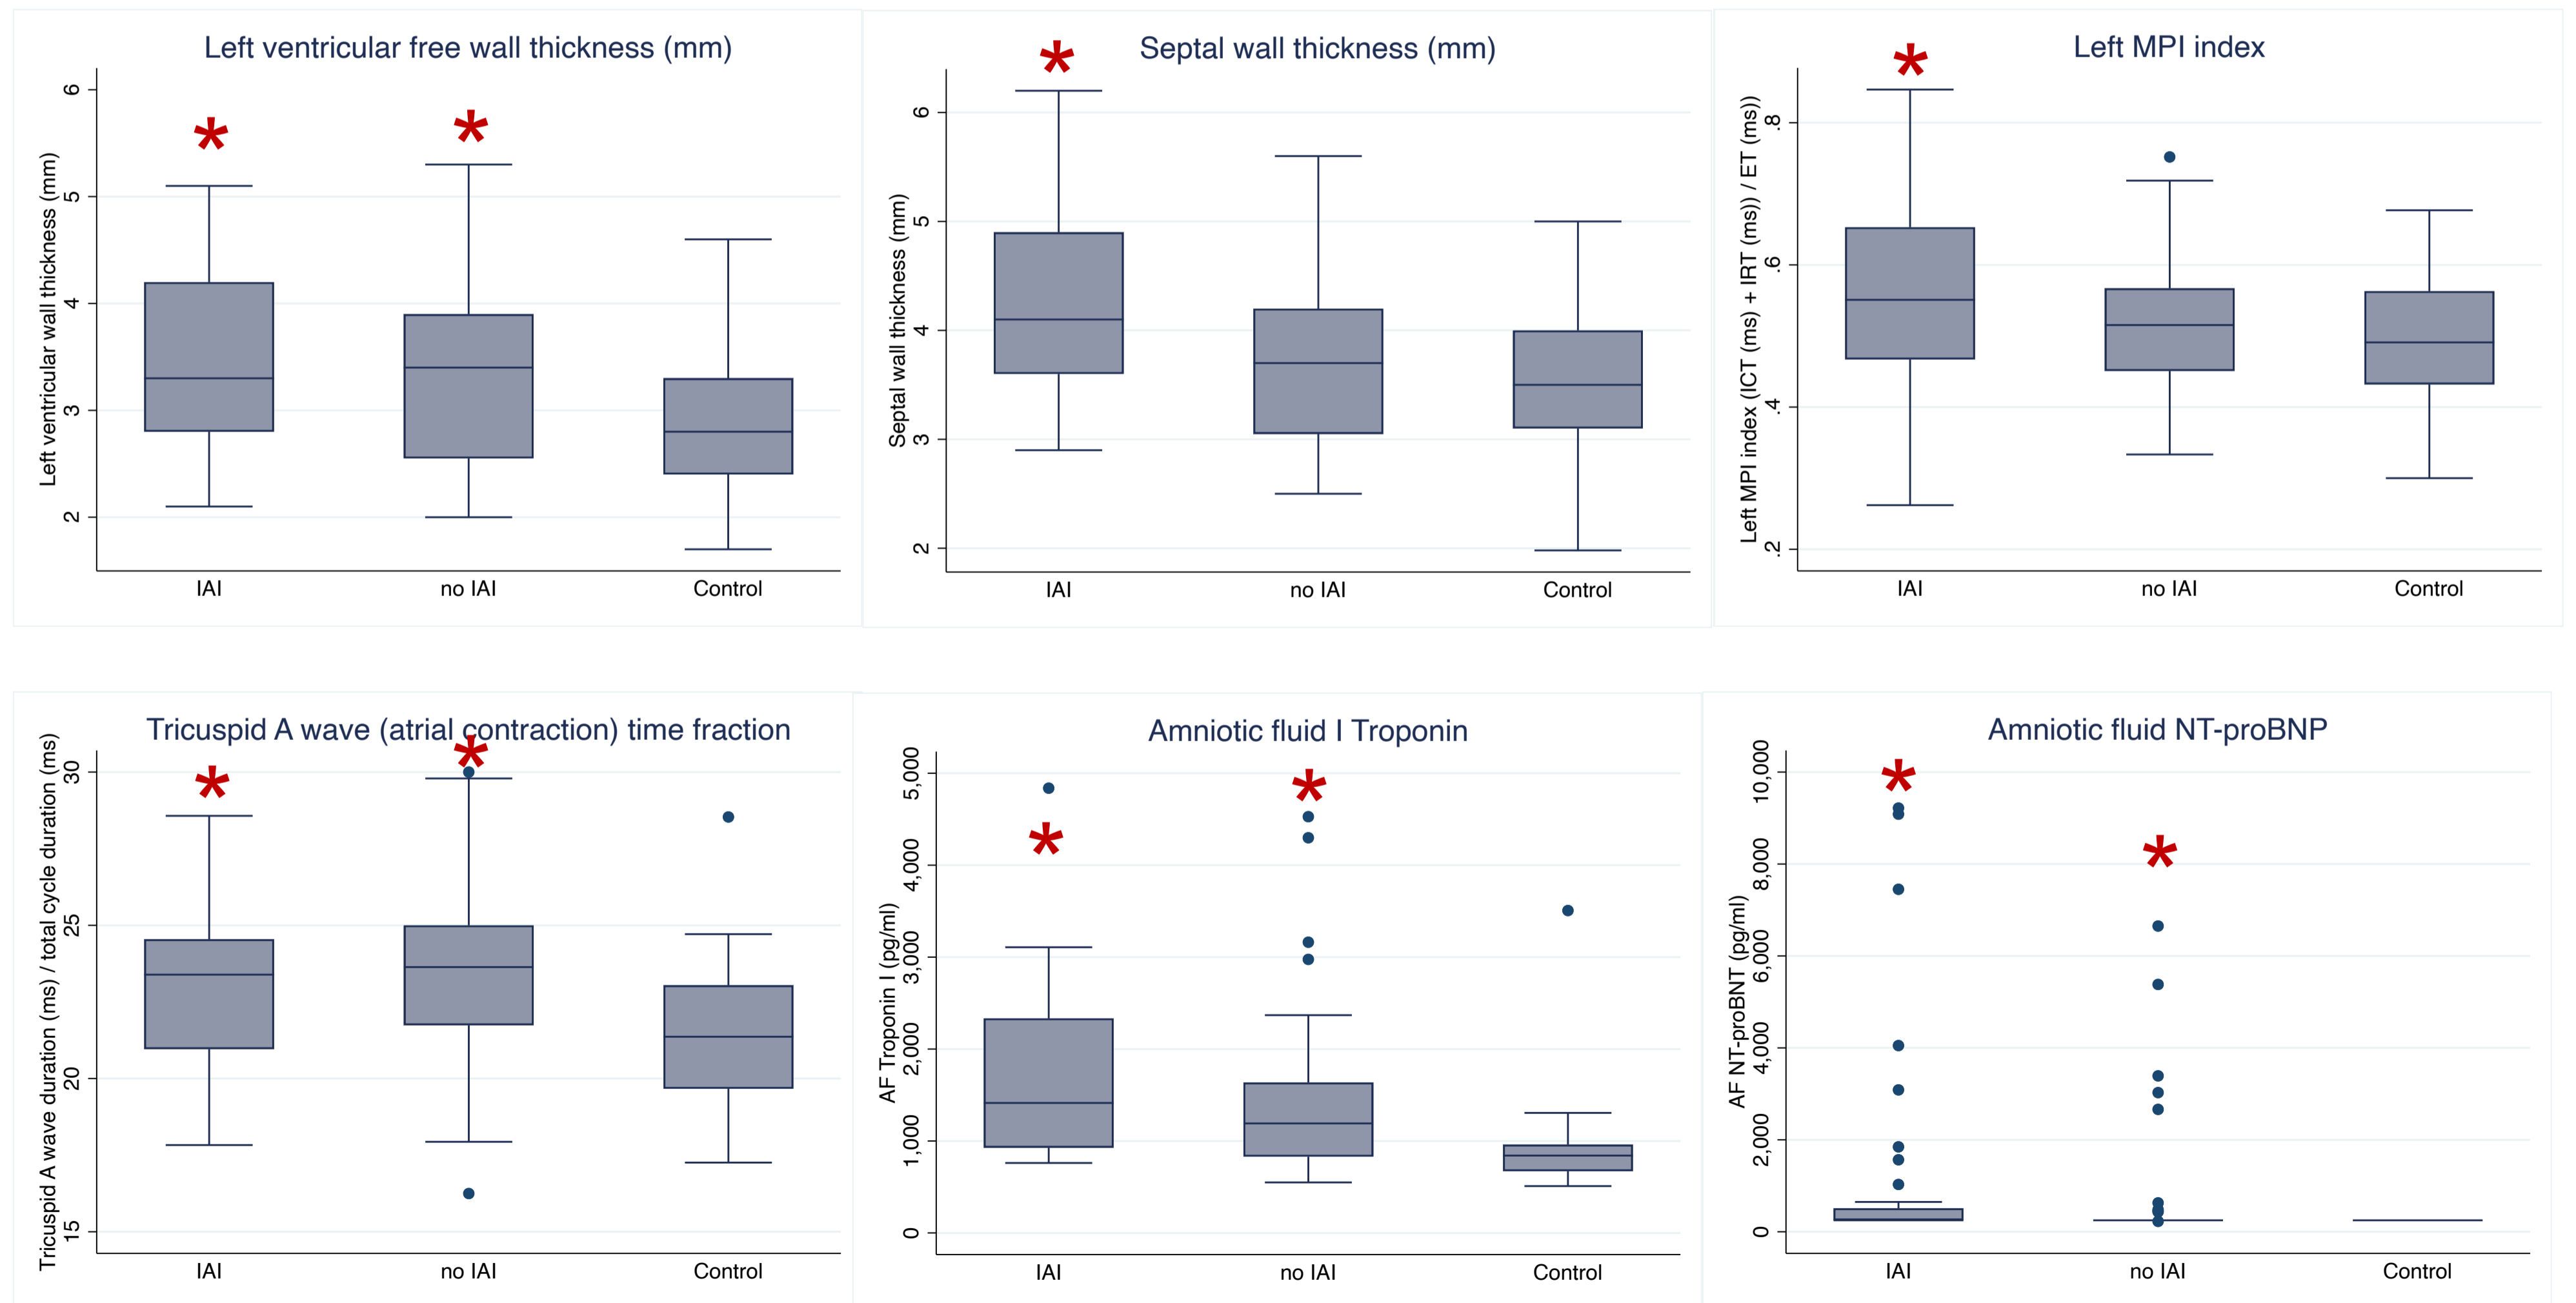 Left ventricular free wall thickness (mm)
*
*
Left ventricular wall thickness (mm)
6
5
4
3
2
IAI
no IAI
Control
Septal wall thickness (mm)
*
Septal wall thickness (mm)
6
5
4
3
2
IAI
no IAI
Control
Left MPI index
*
Left MPI index (ICT (ms) + IRT (ms)) / ET (ms))
.8
.6
.4
.2
IAI
no IAI
Control
Tricuspid A wave (atrial contraction) time fraction
*
*
Tricuspid A wave duration (ms) / total cycle duration (ms)
30
25
20
15
IAI
no IAI
Control
Amniotic fluid I Troponin
*
*
AF Troponin I (pg/ml)
5,000
4,000
3,000
2,000
1,000
0
IAI
no IAI
Control
Amniotic fluid NT-proBNP
*
*
AF NT-proBNT (pg/ml)
10,000
8,000
6,000
4,000
2,000
0
IAI
no IAI
Control